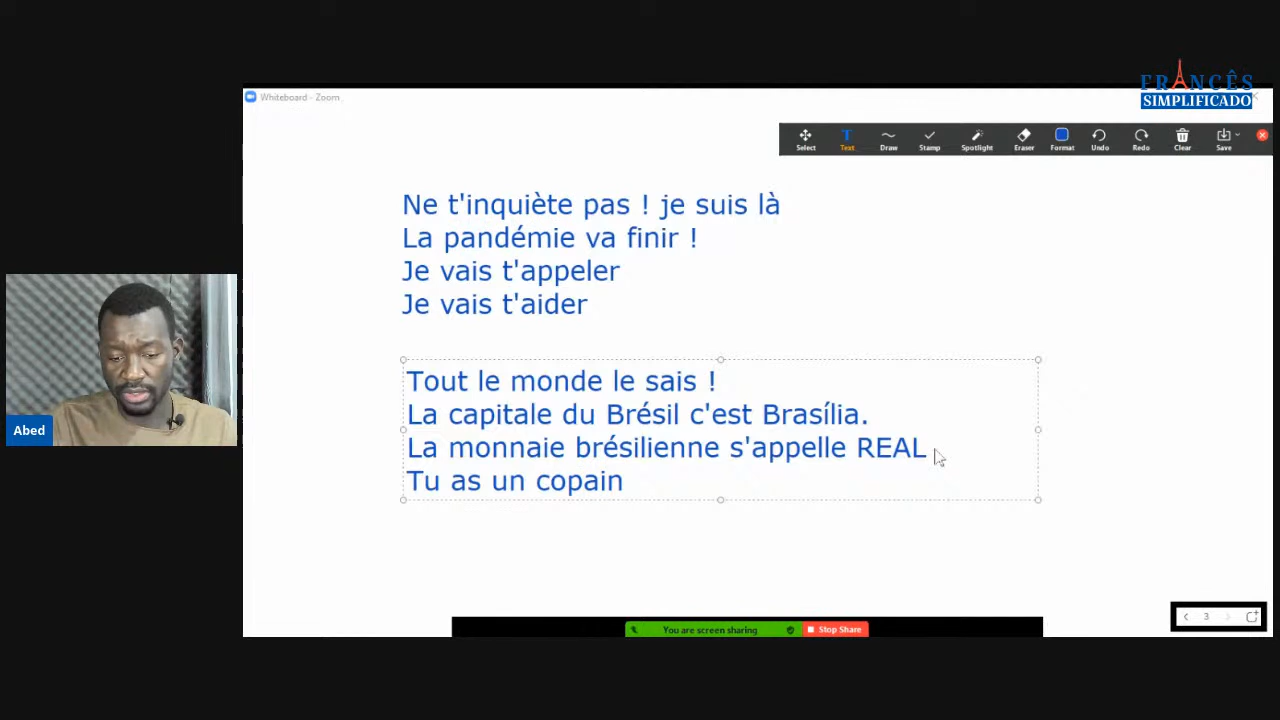 FRANCÊS
SIMPLIFICADO
Whiteboard - Zoom
Select
Text
Draw
Stamp
Spotlight
Eraser
Format
Undo
Redo
Clear
Save
Ne t'inquiète pas ! je suis là
La pandémie va finir !
Je vais t'appeler
Je vais t'aider
Tout le monde le sais !
La capitale du Brésil c'est Brasília.
La monnaie brésilienne s'appelle REAL
Tu as un copain
Abed
3
You are screen sharing
Stop Share